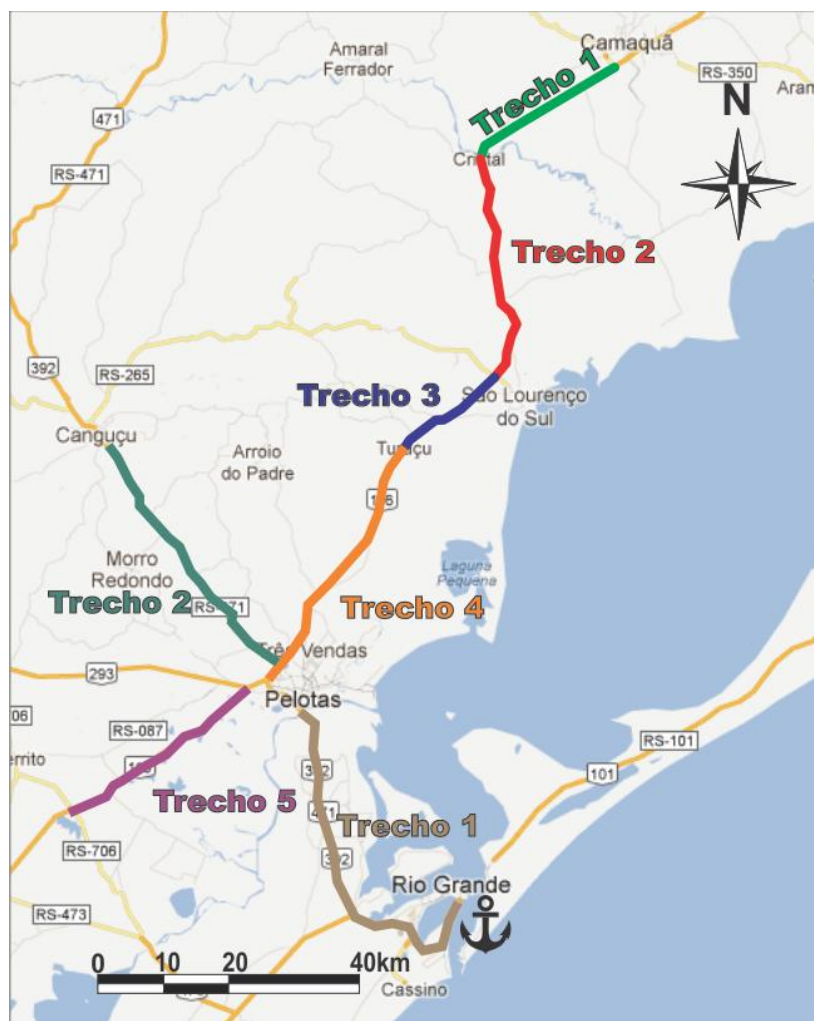 Amaral
Ferrador
Camaquã
RS-350
Aram
N
Trecho 1
471
RS-471
Cristal
Trecho 2
392
RS-265
Trecho 3
São Lourenço
do Sul
Canguçu
Arroio
do Padre
Turuçu
116
Laguna
Pequena
Morro
Redondo
Trecho 2
RS-471
Trecho 4
Três Vendas
293
Pelotas
RS-087
RS-101
101
Trecho 5
392
471
392
Trecho 1
RS-706
Rio Grande
RS-473
0 10 20 40km
Cassino